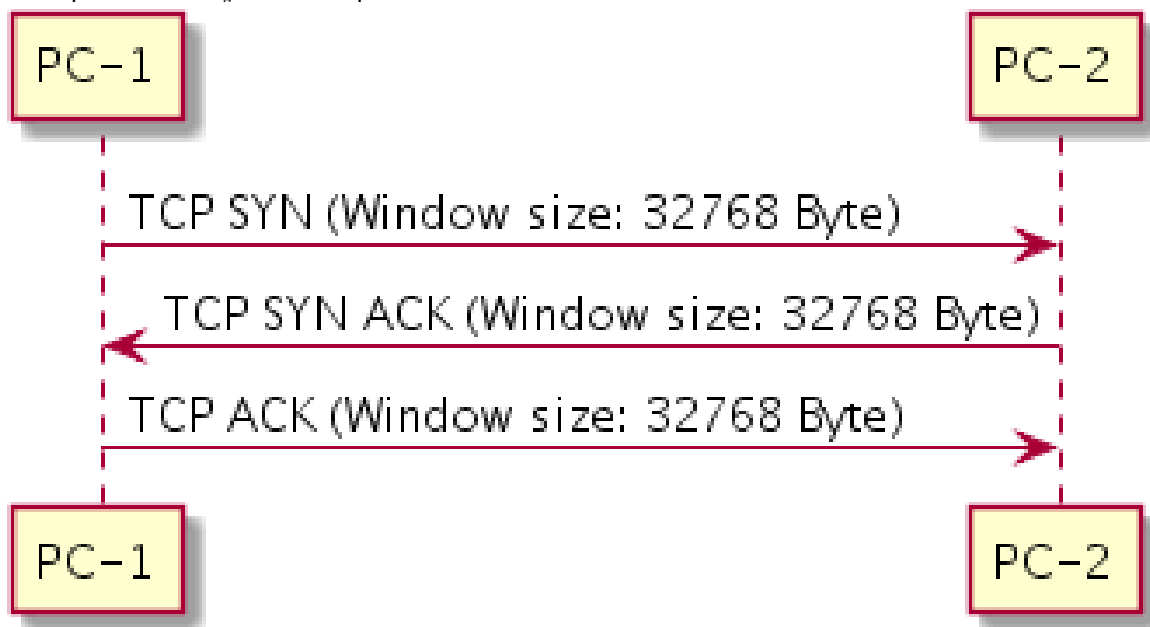 PC-1 PC-2
TCP SYN (Window size: 32768 Byte)
TCP SYN ACK (Window size: 32768 Byte)
TCP ACK (Window size: 32768 Byte)
PC-1 PC-2